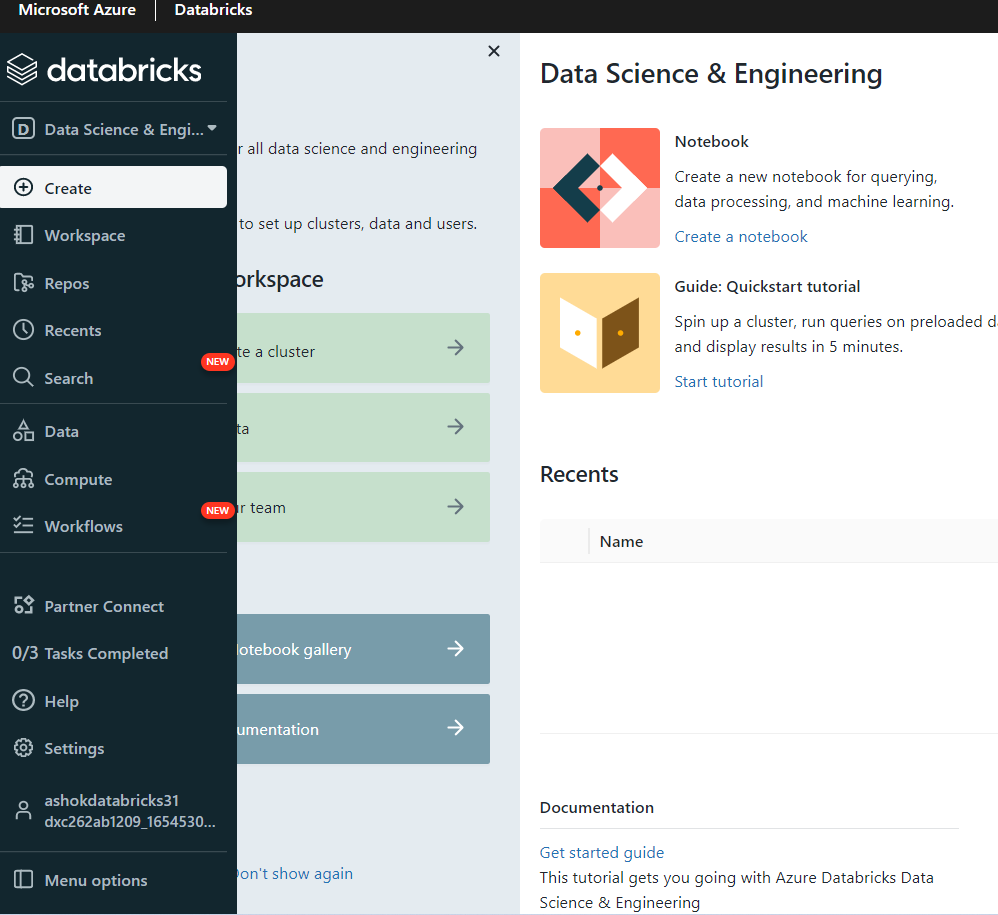 Microsoft Azure
Databricks
databricks
D
Data Science & Engi...
Create
Workspace
Repos
Recents
NEW
Search
Data
Compute
NEW
Workflows
Partner Connect
0/3 Tasks Completed
Help
Settings
ashokdatabricks31
dxc262ab1209_1654530...
Menu options
r all data science and engineering
to set up clusters, data and users.
orkspace
te a cluster
ta
ur team
otebook gallery
umentation
Don't show again
Data Science & Engineering
Notebook
Create a new notebook for querying,
data processing, and machine learning.
Create a notebook
Guide: Quickstart tutorial
Spin up a cluster, run queries on preloaded da
and display results in 5 minutes.
Start tutorial
Recents
Name
Documentation
Get started guide
This tutorial gets you going with Azure Databricks Data
Science & Engineering